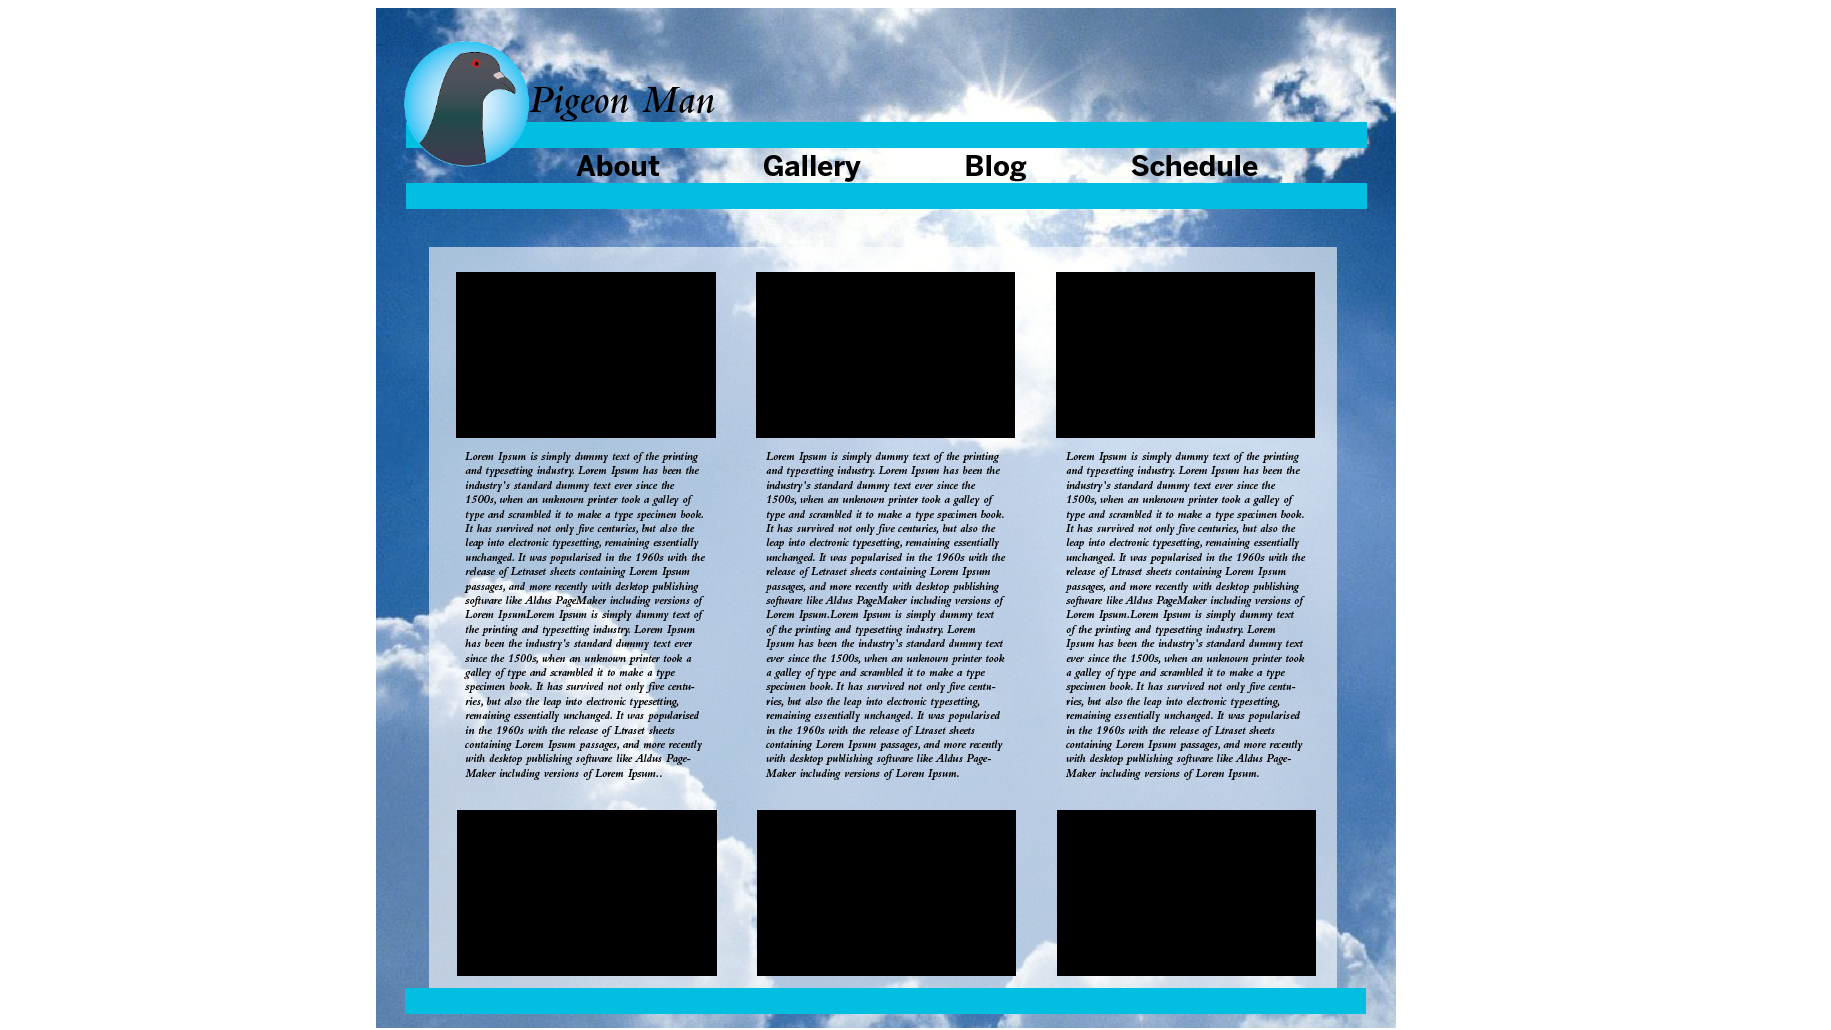 Pigeon Man
About Gallery Blog Schedule
Lorem Ipsum is simply dummy text of the printing
and typesetting industry. Lorem Ipsum has been the
industry's standard dummy text ever since the
1500s, when an unknown printer took a galley of
type and scrambled it to make a type specimen book.
It has survived not only five centuries, but also the
leap into electronic typesetting, remaining essentially
unchanged. It was popularised in the 1960s with the
release of Letraset sheets containing Lorem Ipsum
passages, and more recently with desktop publishing
software like Aldus PageMaker including versions of
Lorem IpsumLorem Ipsum is simply dummy text of
the printing and typesetting industry. Lorem Ipsum
has been the industry's standard dummy text ever
since the 1500s, when an unknown printer took a
galley of type and scrambled it to make a type
specimen book. It has survived not only five centu-
ries, but also the leap into electronic typesetting,
remaining essentially unchanged. It was popularised
in the 1960s with the release of Ltraset sheets
containing Lorem Ipsum passages, and more recently
with desktop publishing software like Aldus Page-
Maker including versions of Lorem Ipsum..
Lorem Ipsum is simply dummy text of the printing
and typesetting industry. Lorem Ipsum has been the
industry's standard dummy text ever since the
1500s, when an unknown printer took a galley of
type and scrambled it to make a type specimen book.
It has survived not only five centuries, but also the
leap into electronic typesetting, remaining essentially
unchanged. It was popularised in the 1960s with the
release of Letraset sheets containing Lorem Ipsum
passages, and more recently with desktop publishing
software like Aldus PageMaker including versions of
Lorem Ipsum.Lorem Ipsum is simply dummy text
of the printing and typesetting industry. Lorem
Ipsum has been the industry's standard dummy text
ever since the 1500s, when an unknown printer took
a galley of type and scrambled it to make a type
specimen book. It has survived not only five centu-
ries, but also the leap into electronic typesetting,
remaining essentially unchanged. It was popularised
in the 1960s with the release of Ltraset sheets
containing Lorem Ipsum passages, and more recently
with desktop publishing software like Aldus Page-
Maker including versions of Lorem Ipsum.
Lorem Ipsum is simply dummy text of the printing
and typesetting industry. Lorem Ipsum has been the
industry's standard dummy text ever since the
1500s, when an unknown printer took a galley of
type and scrambled it to make a type specimen book.
It has survived not only five centuries, but also the
leap into electronic typesetting, remaining essentially
unchanged. It was popularised in the 1960s with the
release of Ltraset sheets containing Lorem Ipsum
passages, and more recently with desktop publishing
software like Aldus PageMaker including versions of
Lorem Ipsum.Lorem Ipsum is simply dummy text
of the printing and typesetting industry. Lorem
Ipsum has been the industry's standard dummy text
ever since the 1500s, when an unknown printer took
a galley of type and scrambled it to make a type
specimen book. It has survived not only five centu-
ries, but also the leap into electronic typesetting,
remaining essentially unchanged. It was popularised
in the 1960s with the release of Ltraset sheets
containing Lorem Ipsum passages, and more recently
with desktop publishing software like Aldus Page-
Maker including versions of Lorem Ipsum.